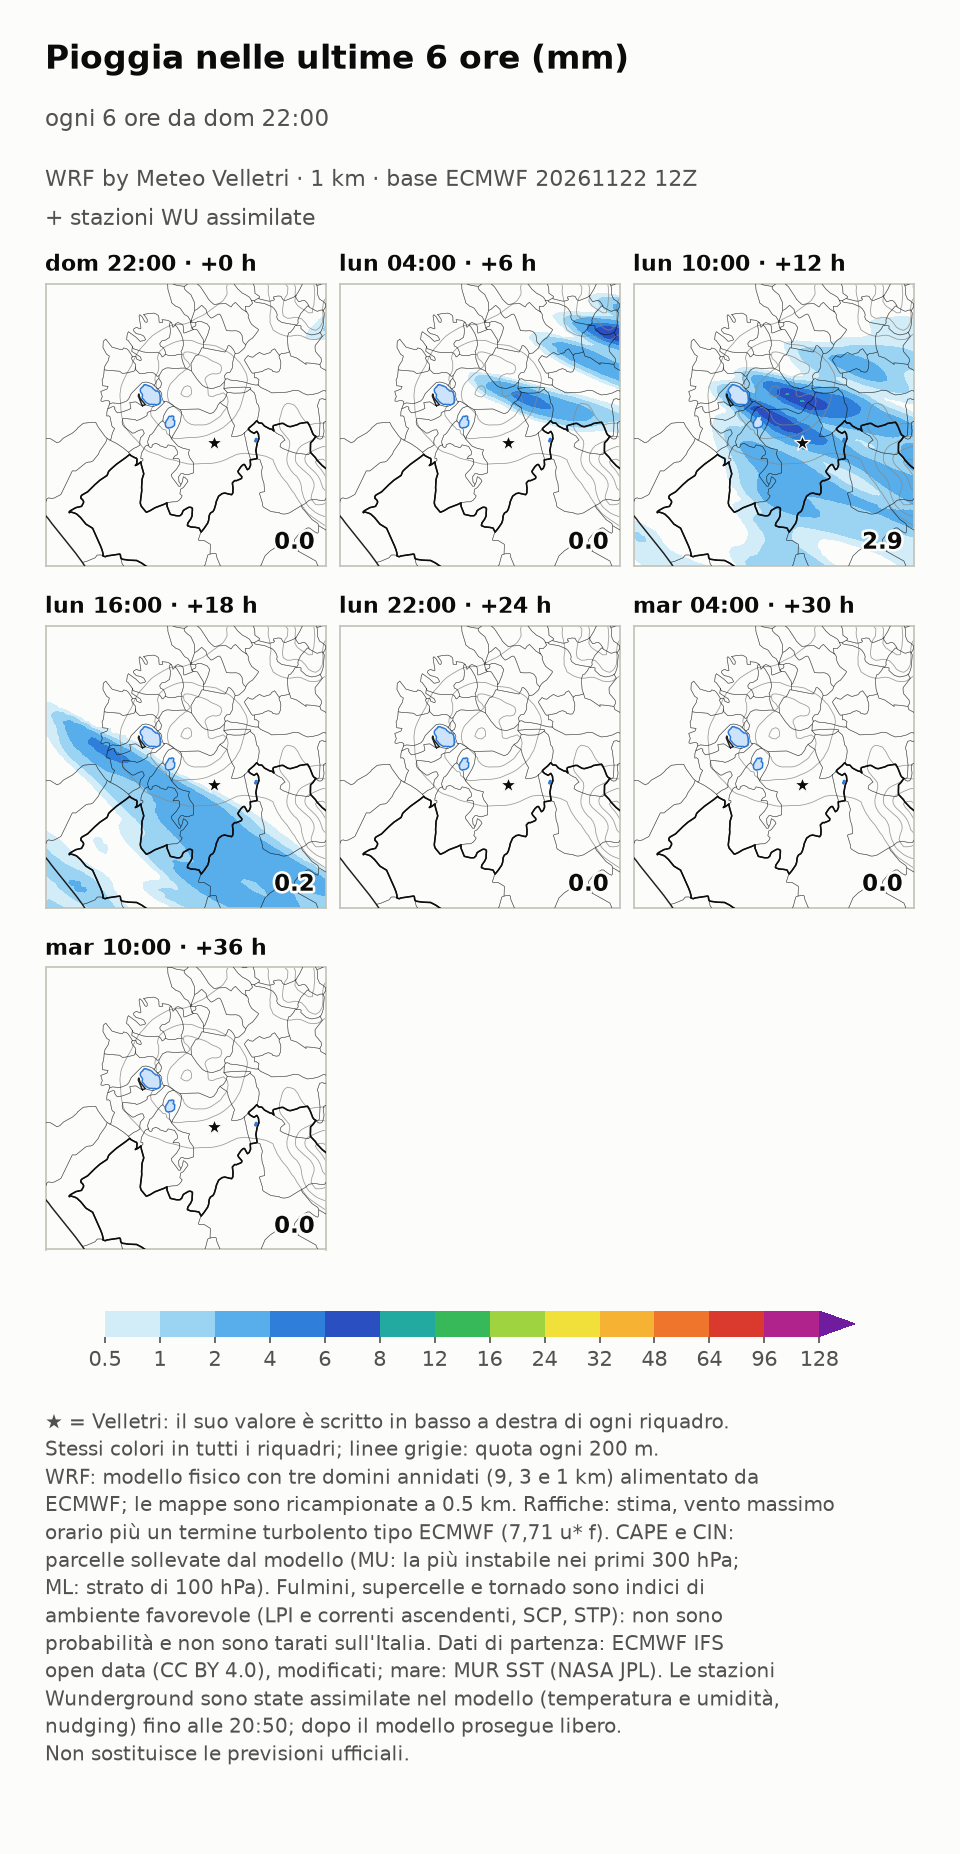 Pioggia nelle ultime 6 ore (mm)
ogni 6 ore da dom 22:00
WRF by Meteo Velletri · 1 km · base ECMWF 20261122 12Z
+ stazioni WU assimilate
dom 22:00 · +0 h
lun 04:00 · +6 h
lun 10:00 · +12 h
0.0
0.0
2.9
lun 16:00 · +18 h
lun 22:00 · +24 h
mar 04:00 · +30 h
0.2
0.0
0.0
mar 10:00 · +36 h
0.0
0.5 1 2 4 6 8 12 16 24 32 48 64 96 128
★ = Velletri: il suo valore è scritto in basso a destra di ogni riquadro.
Stessi colori in tutti i riquadri; linee grigie: quota ogni 200 m.
WRF: modello fisico con tre domini annidati (9, 3 e 1 km) alimentato da
ECMWF; le mappe sono ricampionate a 0.5 km. Raffiche: stima, vento massimo
orario più un termine turbolento tipo ECMWF (7,71 u* f). CAPE e CIN:
parcelle sollevate dal modello (MU: la più instabile nei primi 300 hPa;
ML: strato di 100 hPa). Fulmini, supercelle e tornado sono indici di
ambiente favorevole (LPI e correnti ascendenti, SCP, STP): non sono
probabilità e non sono tarati sull'Italia. Dati di partenza: ECMWF IFS
open data (CC BY 4.0), modificati; mare: MUR SST (NASA JPL). Le stazioni
Wunderground sono state assimilate nel modello (temperatura e umidità,
nudging) fino alle 20:50; dopo il modello prosegue libero.
Non sostituisce le previsioni ufficiali.